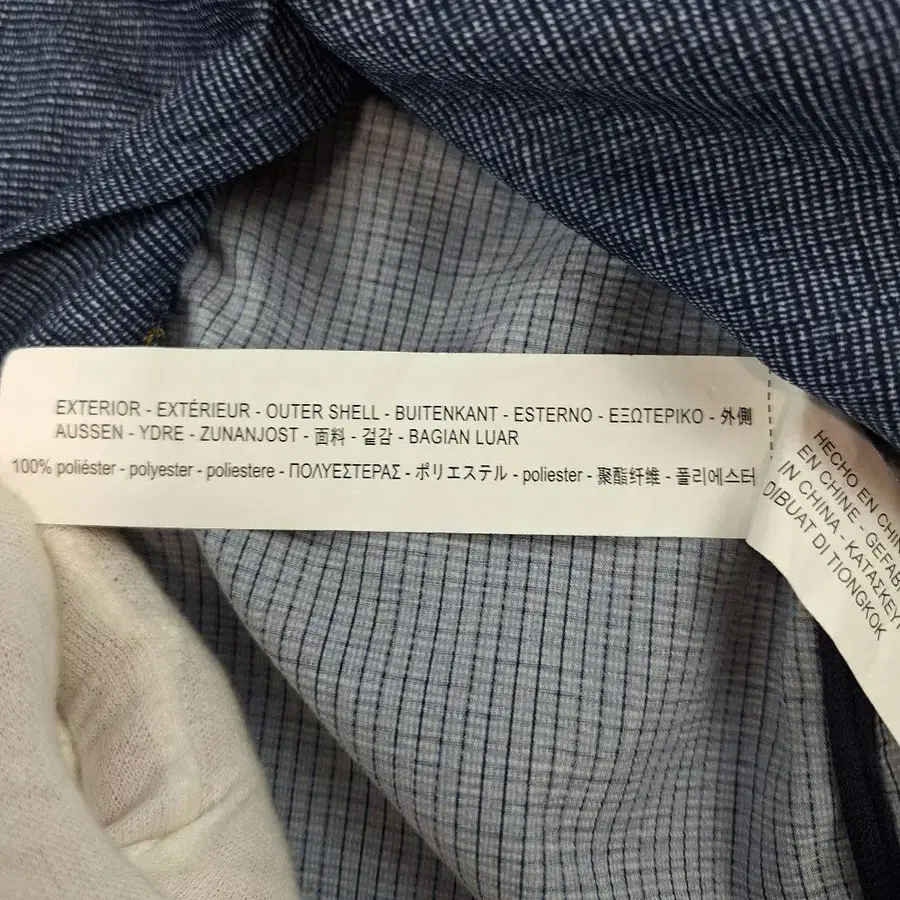 EXTERIOR - EXTÉRIEUR - OUTER SHELL - BUITENKANT - ESTERNO - ΕΞΩΤΕΡΙΚΟ - 外側
AUSSEN - YDRE - ZUNANJOST - 面料 - 겉감 - BAGIAN LUAR
100% poliéster - polyester - poliestere - ΠΟΛΥΕΣΤΕΡΑΣ - ポリエステル - poliester - 聚酯纤维 - 폴리에스터
HECHO EN CHIN
EN CHINE - GEFAB
IN CHINA - ΚΑΤΑΣΚΕΥ
DIBUAT DI TIONGKOK